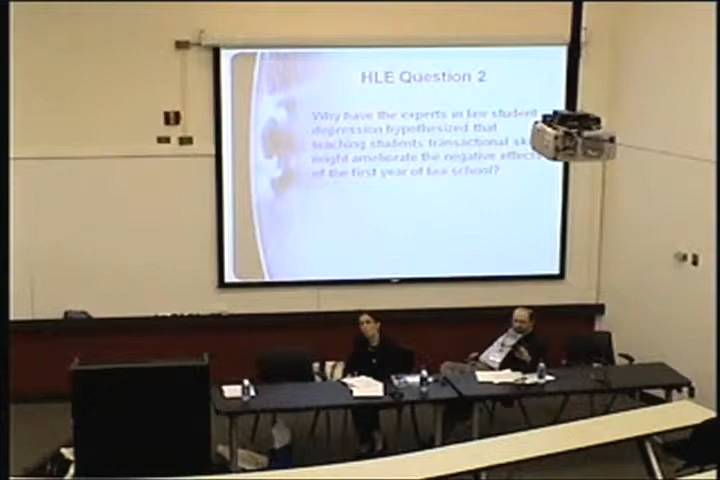 HLE Question 2
Why have the experts in law student
depression hypothesized that
teaching students transactional
might ameliorate the negative effects
of the first year of law school?